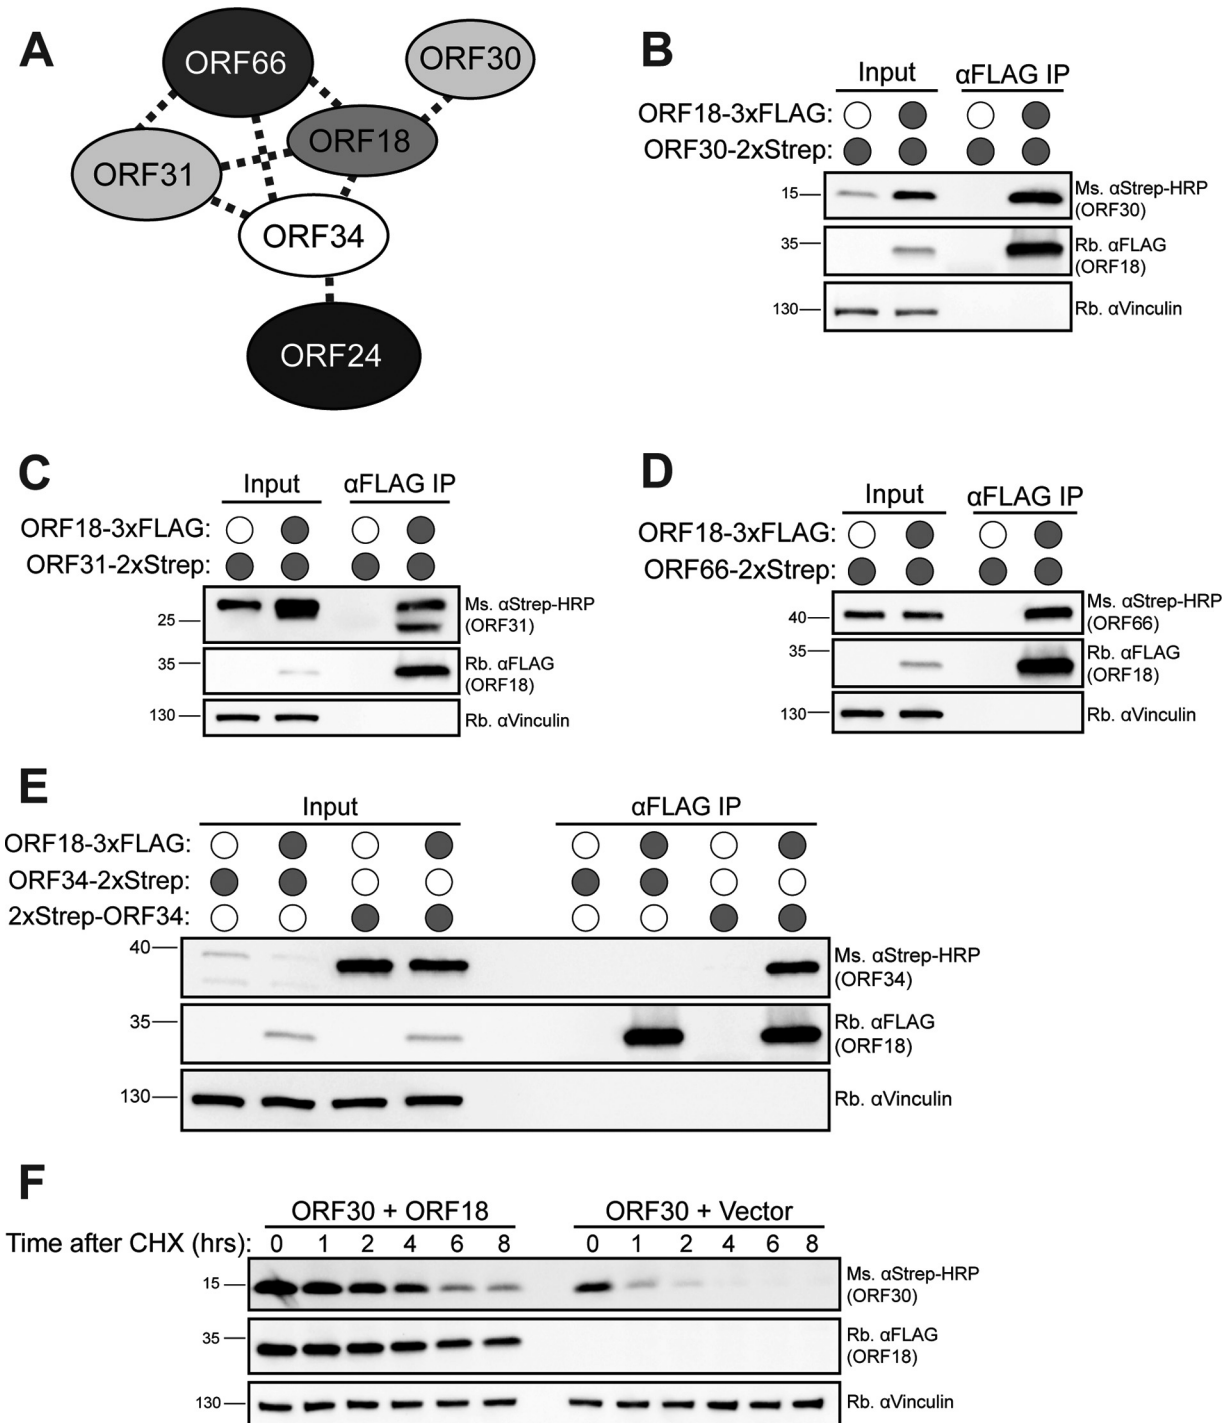 A
ORF66
ORF30
ORF18
ORF31
ORF34
ORF24
B
Input αFLAG IP
ORF18-3xFLAG:
ORF30-2xStrep:
15
Ms. αStrep-HRP
(ORF30)
35
Rb. αFLAG
(ORF18)
130
Rb. αVinculin
C
Input αFLAG IP
ORF18-3xFLAG:
ORF31-2xStrep:
25
Ms. αStrep-HRP
(ORF31)
35
Rb. αFLAG
(ORF18)
130
Rb. αVinculin
D
Input αFLAG IP
ORF18-3xFLAG:
ORF66-2xStrep:
40
Ms. αStrep-HRP
(ORF66)
35
Rb. αFLAG
(ORF18)
130
Rb. αVinculin
E
Input αFLAG IP
ORF18-3xFLAG:
ORF34-2xStrep:
2xStrep-ORF34:
40
Ms. αStrep-HRP
(ORF34)
35
Rb. αFLAG
(ORF18)
130
Rb. αVinculin
F
ORF30 + ORF18 ORF30 + Vector
Time after CHX (hrs): 0 1 2 4 6 8 0 1 2 4 6 8
15
Ms. αStrep-HRP
(ORF30)
35
Rb. αFLAG
(ORF18)
130
Rb. αVinculin